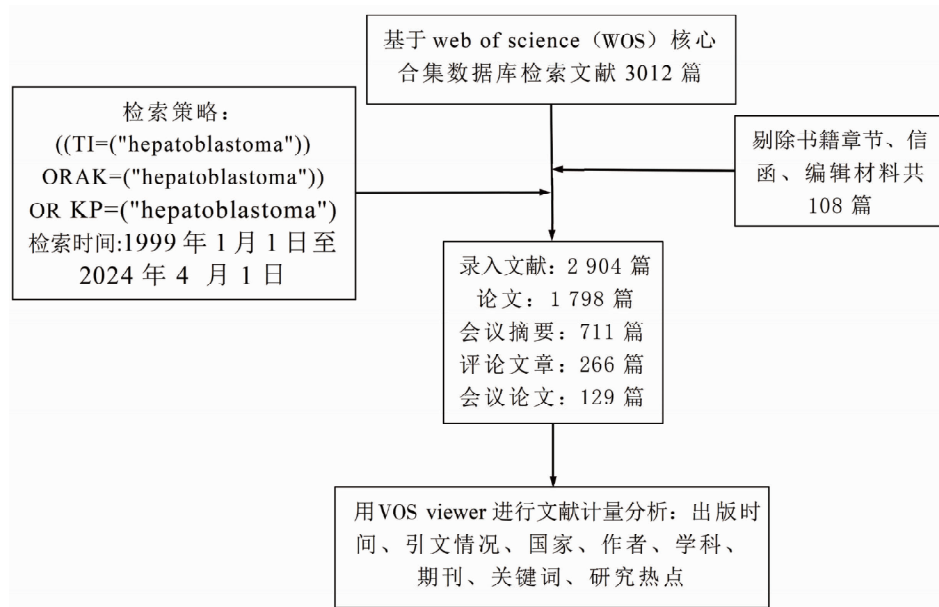 基于 web of science（WOS）核心
合集数据库检索文献 3012 篇
检索策略：
((TI=("hepatoblastoma"))
ORAK=("hepatoblastoma"))
OR KP=("hepatoblastoma")
检索时间:1999 年 1 月 1 日至
2024 年 4 月 1 日
剔除书籍章节、信
函、编辑材料共
108 篇
录入文献：2 904 篇
论文：1 798 篇
会议摘要：711 篇
评论文章：266 篇
会议论文：129 篇
用VOS viewer 进行文献计量分析：出版时
间、引文情况、国家、作者、学科、
期刊、关键词、研究热点